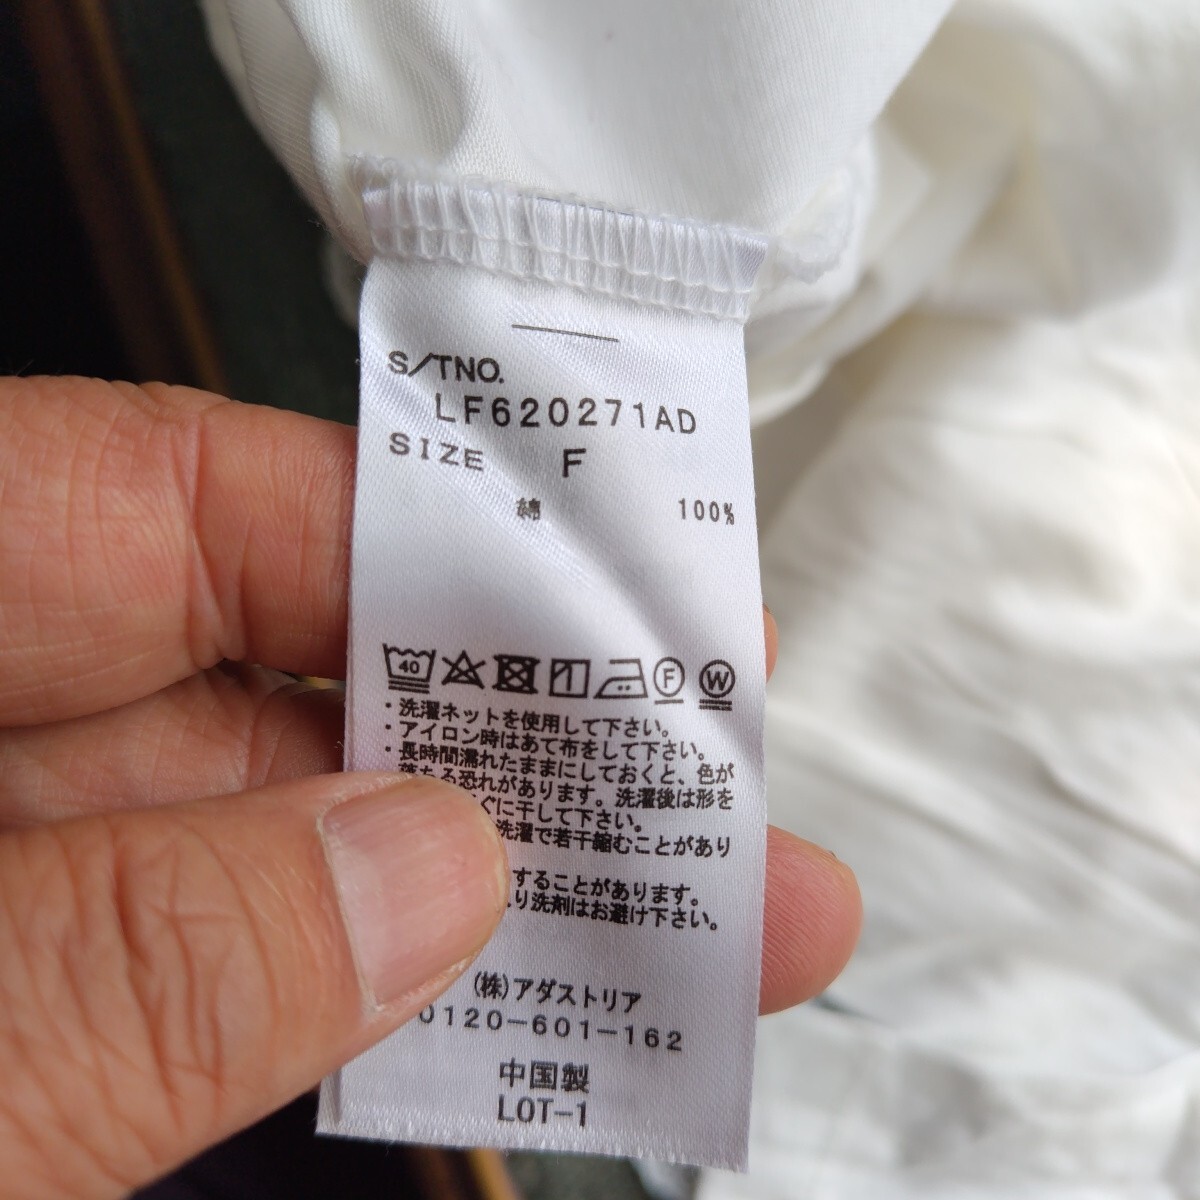 S/TNO.
LF620271AD
SIZE F
綿 100%
40 F W
・洗濯ネットを使用して下さい。
・アイロン時はあて布をして下さい。
・長時間濡れたままにしておくと、色が
落ちる恐れがあります。洗濯後は形を
ぐに干して下さい。
洗濯で若干縮むことがあり
することがあります。
り洗剤はお避け下さい。
(株)アダストリア
0120-601-162
中国製
LOT-1